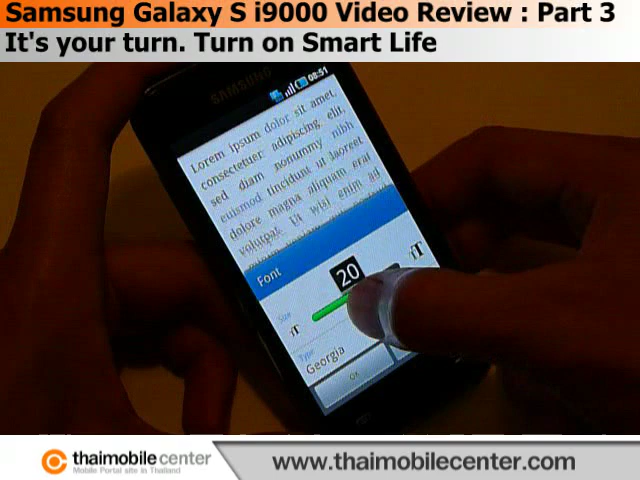 Samsung Galaxy S i9000 Video Review : Part 3
It's your turn. Turn on Smart Life
SAMSUNG
08:51
Lorem ipsum dolor sit amet,
consectetuer adipiscing elit,
sed diam nonummy nibh
euismod tincidunt ut laoreet
dolore magna aliquam erat
volutpat. Ut wisi enim ad
Font
20
Size
TT
TT
Type
Georgia
OK
thaimobilecenter
Mobile Portal site in Thailand
www.thaimobilecenter.com